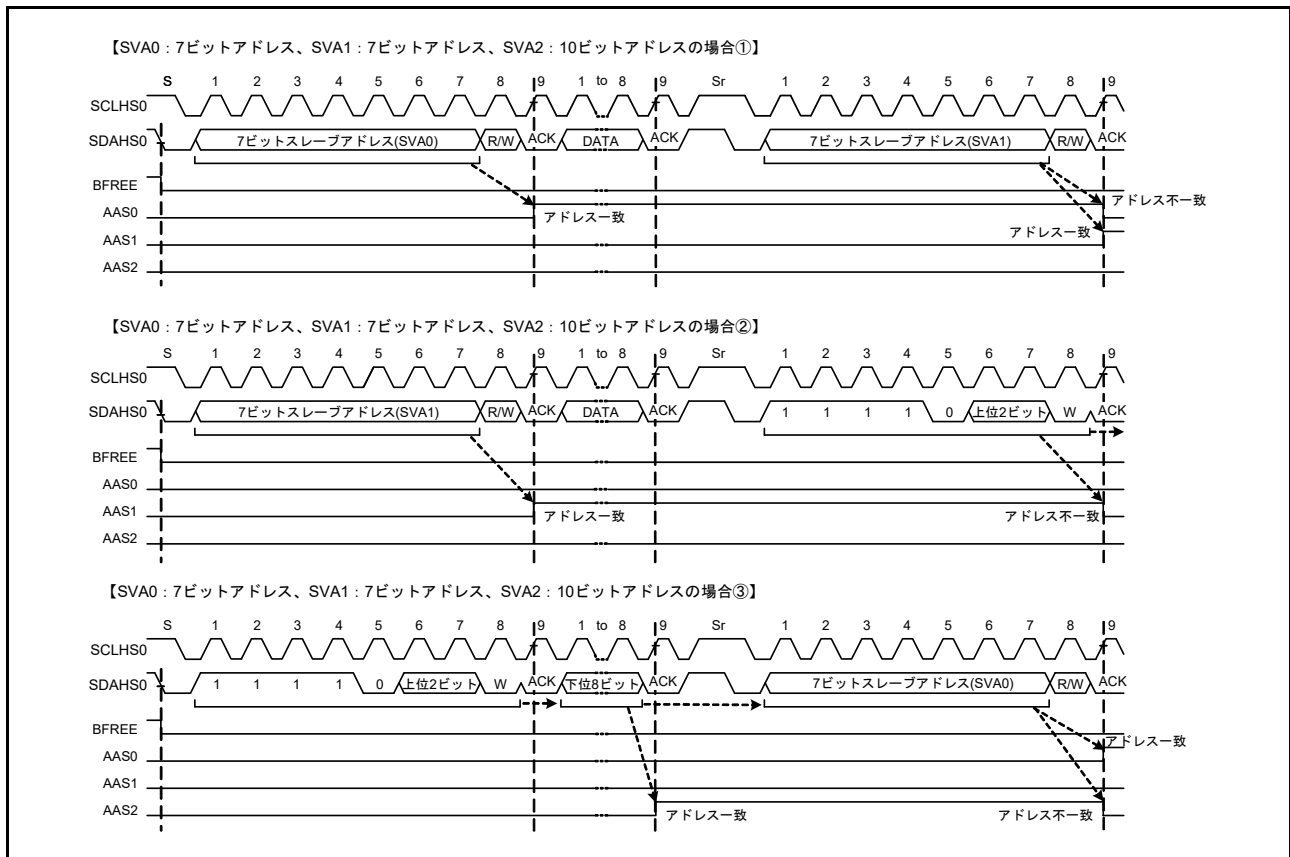 【SVA0：7ビットアドレス、SVA1：7ビットアドレス、SVA2：10ビットアドレスの場合①】
S 1 2 3 4 5 6 7 8 9 1 to 8 9 Sr 1 2 3 4 5 6 7 8 9
SCLHS0
SDAHS0 7ビットスレーブアドレス(SVA0) R/W ACK DATA ACK 7ビットスレーブアドレス(SVA1) R/W ACK
BFREE
アドレス不一致
AAS0 アドレス一致
アドレス一致
AAS1
AAS2
【SVA0：7ビットアドレス、SVA1：7ビットアドレス、SVA2：10ビットアドレスの場合②】
S 1 2 3 4 5 6 7 8 9 1 to 8 9 Sr 1 2 3 4 5 6 7 8 9
SCLHS0
SDAHS0 7ビットスレーブアドレス(SVA1) R/W ACK DATA ACK 1 1 1 1 0 上位2ビット W ACK
BFREE
AAS0
AAS1 アドレス一致 アドレス不一致
AAS2
【SVA0：7ビットアドレス、SVA1：7ビットアドレス、SVA2：10ビットアドレスの場合③】
S 1 2 3 4 5 6 7 8 9 1 to 8 9 Sr 1 2 3 4 5 6 7 8 9
SCLHS0
SDAHS0 1 1 1 1 0 上位2ビット W ACK 下位8ビット ACK 7ビットスレーブアドレス(SVA0) R/W ACK
BFREE
アドレス一致
AAS0
AAS1
AAS2 アドレス一致 アドレス不一致